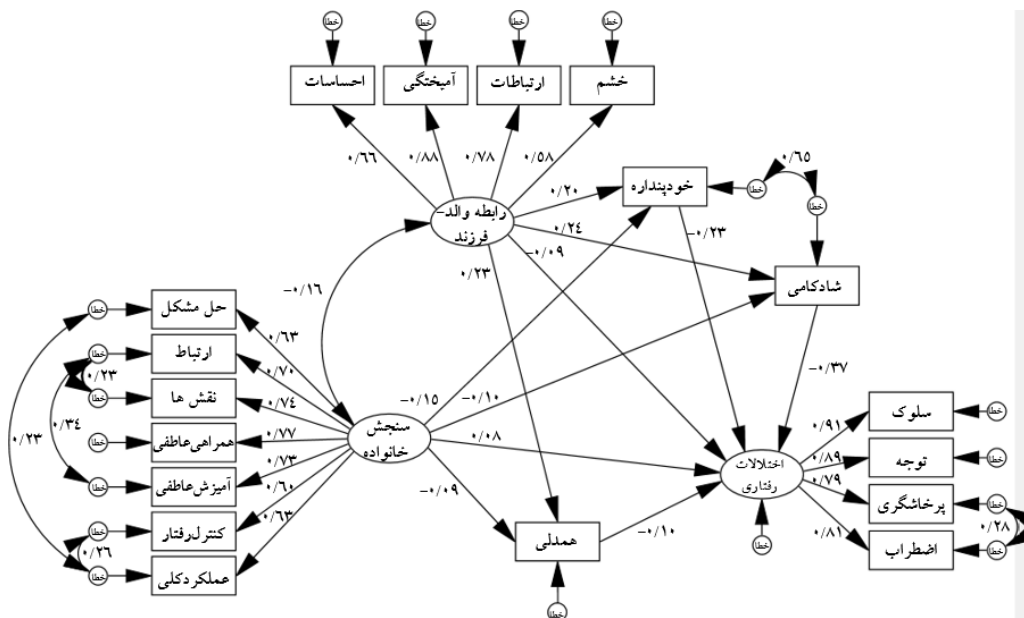 خطا
خطا
خطا
خطا
احساسات
آمیختگی
ارتباطات
خشم
۰/۶۶
۰/۸۸
۰/۷۸
۰/۵۸
۰/۶۵
خودپنداره
خطا
خطا
۰/۲۰
رابطه والد-
فرزند
۰/۲۴
-۰/۲۳
-۰/۰۹
۰/۲۳
شادکامی
-۰/۱۶
خطا
حل مشکل
۰/۶۳
خطا
ارتباط
۰/۷۰
-۰/۳۷
۰/۲۳
خطا
نقش ها
۰/۷۴
-۰/۱۵
-۰/۱۰
سلوک
خطا
۰/۹۱
۰/۳۴
۰/۲۳
خطا
همراهی عاطفی
۰/۷۷
سنجش
خانواده
۰/۰۸
اختلالات
رفتاری
۰/۸۹
توجه
خطا
خطا
آمیزش عاطفی
۰/۷۳
۰/۷۹
پرخاشگری
خطا
۰/۶۰
-۰/۰۹
۰/۲۸
خطا
کنترل رفتار
۰/۶۳
همدلی
-۰/۱۰
۰/۸۱
اضطراب
خطا
خطا
۰/۲۶
خطا
عملکرد کلی
خطا